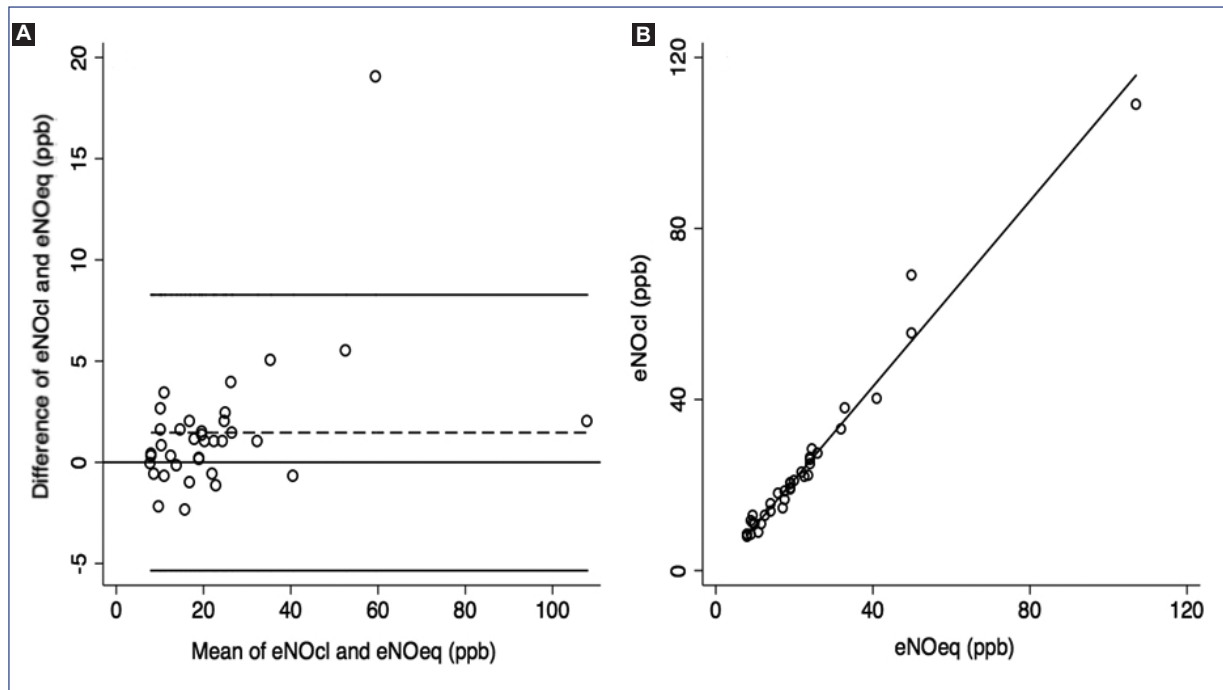 A
20
15
10
5
0
-5
Difference of eNOcl and eNOeq (ppb)
0 20 40 60 80 100
Mean of eNOcl and eNOeq (ppb)
B
120
80
40
0
eNOcl (ppb)
0 40 80 120
eNOeq (ppb)